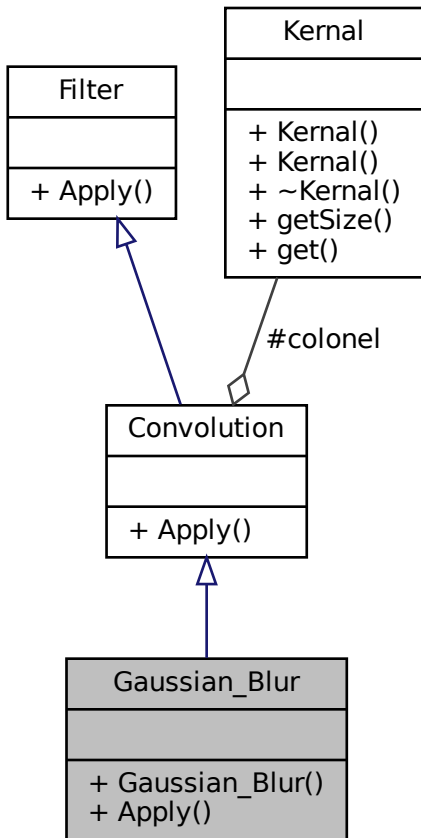 Kernal
+ Kernal()
+ Kernal()
+ ~Kernal()
+ getSize()
+ get()
Filter
+ Apply()
#colonel
Convolution
+ Apply()
Gaussian_Blur
+ Gaussian_Blur()
+ Apply()